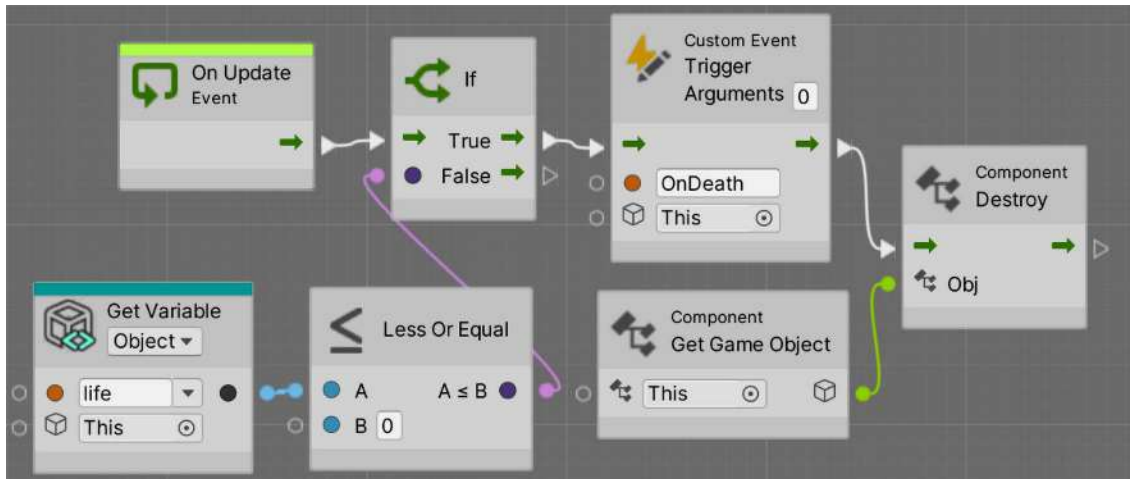 On Update
Event
If
True
False
Custom Event
Trigger
Arguments 0
OnDeath
This
Component
Destroy
Obj
Get Variable
Object
life
This
Less Or Equal
A A ≤ B
B 0
Component
Get Game Object
This